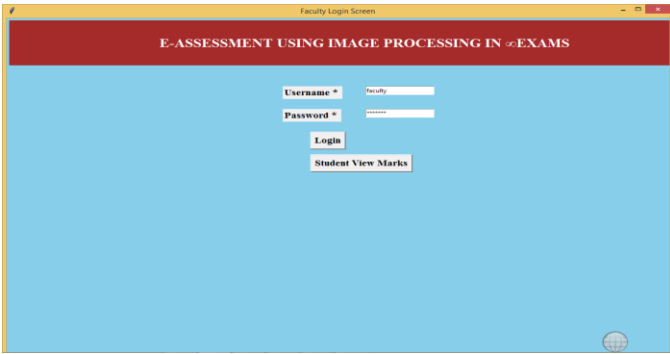 Faculty Login Screen
E-ASSESSMENT USING IMAGE PROCESSING IN ∞EXAMS
Username * faculty
Password * *******
Login
Student View Marks